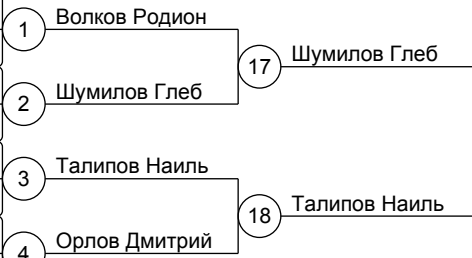 1 Волков Родион
17 Шумилов Глеб
2 Шумилов Глеб
3 Талипов Наиль
18 Талипов Наиль
4 Орлов Дмитрий